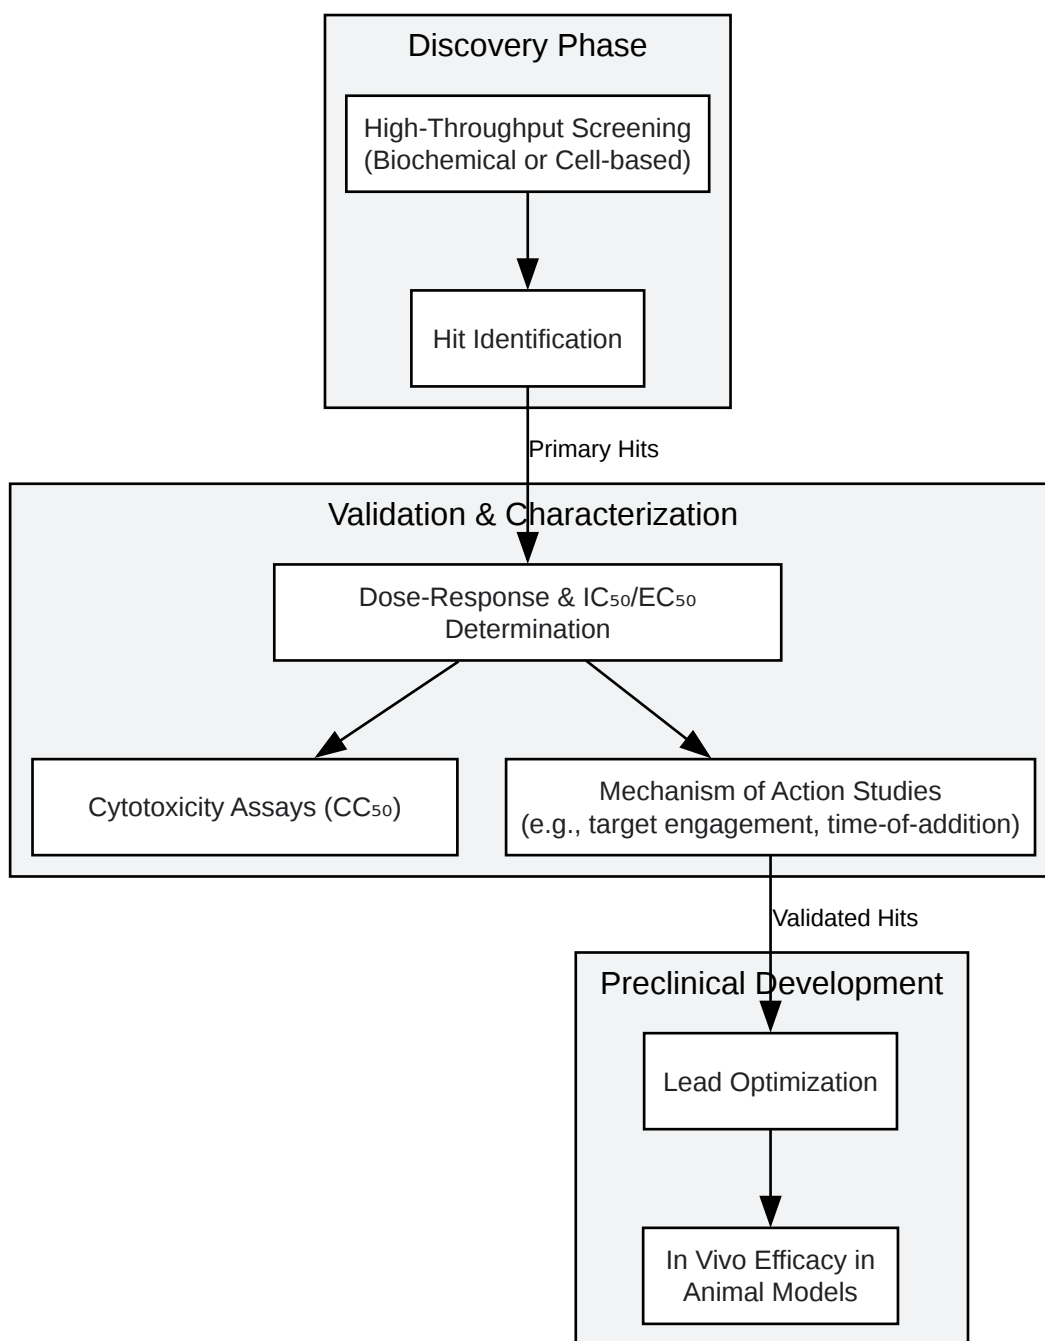 Discovery Phase
High-Throughput Screening
(Biochemical or Cell-based)
Hit Identification
Primary Hits
Validation & Characterization
Dose-Response & IC₅₀/EC₅₀
Determination
Cytotoxicity Assays (CC₅₀)
Mechanism of Action Studies
(e.g., target engagement, time-of-addition)
Validated Hits
Preclinical Development
Lead Optimization
In Vivo Efficacy in
Animal Models